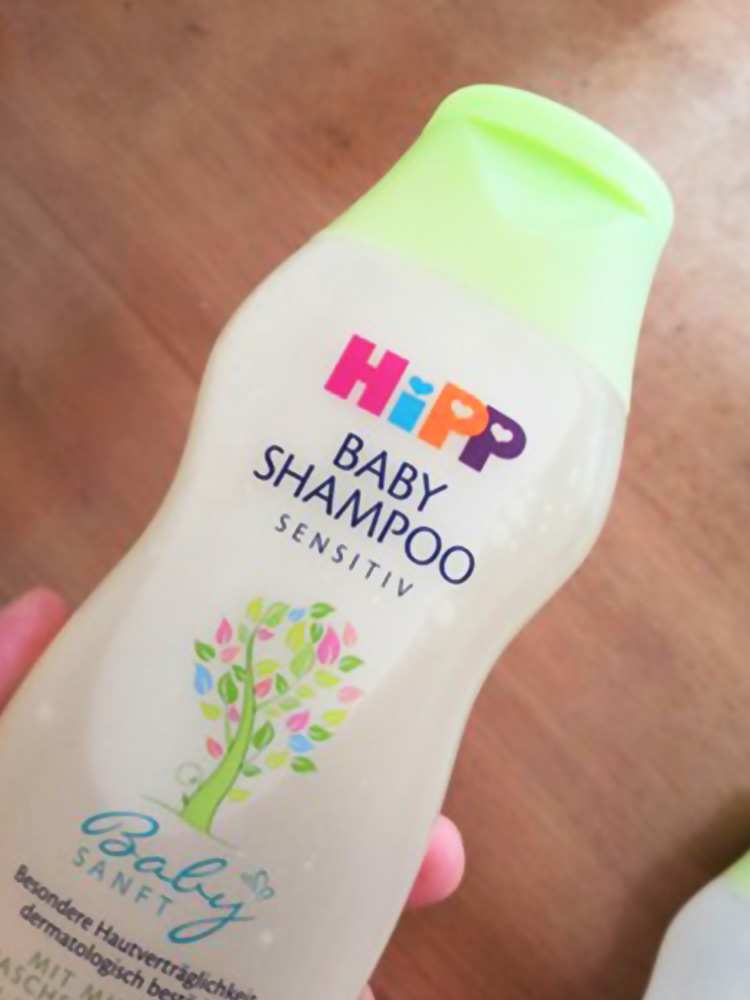 HiPP
BABY
SHAMPOO
SENSITIV
Baby
SANFT
Besondere Hautverträglichkeit
dermatologisch
MIT